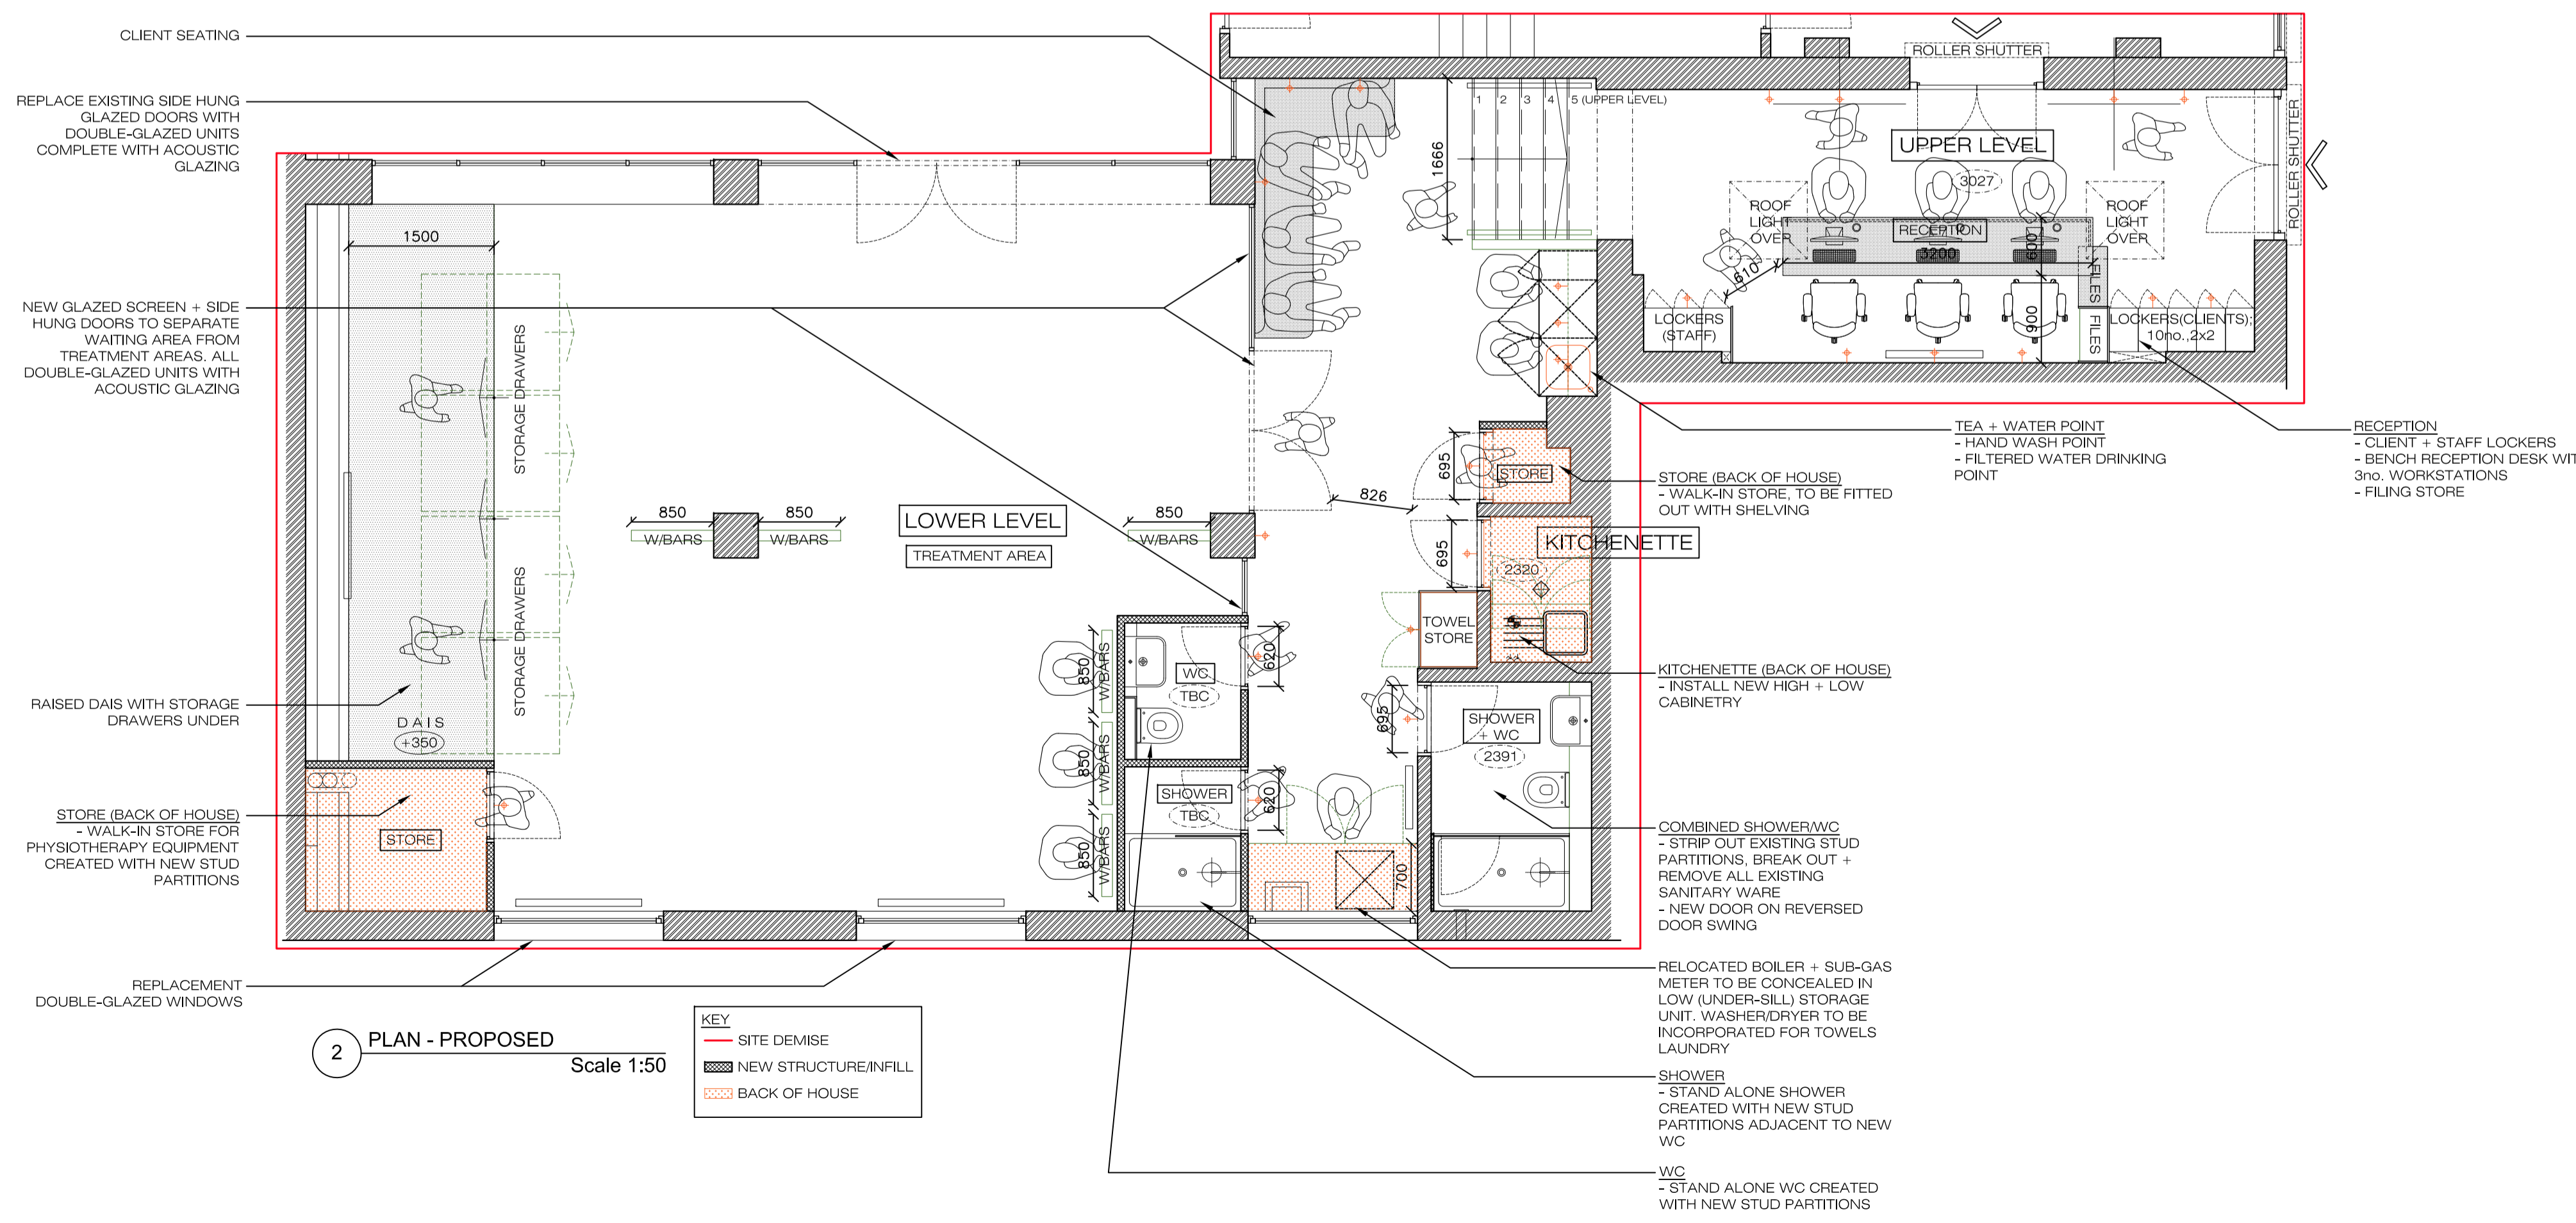 CLIENT SEATING
REPLACE EXISTING SIDE HUNG
GLAZED DOORS WITH
DOUBLE-GLAZED UNITS
COMPLETE WITH ACOUSTIC
GLAZING
NEW GLAZED SCREEN + SIDE
HUNG DOORS TO SEPARATE
WAITING AREA FROM
TREATMENT AREAS. ALL
DOUBLE-GLAZED UNITS WITH
ACOUSTIC GLAZING
RAISED DAIS WITH STORAGE
DRAWERS UNDER
STORE (BACK OF HOUSE)
- WALK-IN STORE FOR
PHYSIOTHERAPY EQUIPMENT
CREATED WITH NEW STUD
PARTITIONS
REPLACEMENT
DOUBLE-GLAZED WINDOWS
1500
STORAGE DRAWERS
STORAGE DRAWERS
DAIS
+350
STORE
850
W/BARS
850
W/BARS
850
W/BARS
LOWER LEVEL
TREATMENT AREA
850
W/BARS
850
W/BARS
850
W/BARS
WC
TBC
620
SHOWER
TBC
620
1666
1
2
3
4
5 (UPPER LEVEL)
ROLLER SHUTTER
ROLLER SHUTTER
UPPER LEVEL
3027
ROOF
LIGHT
OVER
ROOF
LIGHT
OVER
RECEPTION
3200
600
610
900
FILES
FILES
LOCKERS
(STAFF)
LOCKERS(CLIENTS);
10no.,2x2
695
STORE
826
695
KITCHENETTE
2320
TOWEL
STORE
695
SHOWER
+ WC
2391
700
TEA + WATER POINT
- HAND WASH POINT
- FILTERED WATER DRINKING
POINT
RECEPTION
- CLIENT + STAFF LOCKERS
- BENCH RECEPTION DESK WIT
3no. WORKSTATIONS
- FILING STORE
STORE (BACK OF HOUSE)
- WALK-IN STORE, TO BE FITTED
OUT WITH SHELVING
KITCHENETTE (BACK OF HOUSE)
- INSTALL NEW HIGH + LOW
CABINETRY
COMBINED SHOWER/WC
- STRIP OUT EXISTING STUD
PARTITIONS, BREAK OUT +
REMOVE ALL EXISTING
SANITARY WARE
- NEW DOOR ON REVERSED
DOOR SWING
RELOCATED BOILER + SUB-GAS
METER TO BE CONCEALED IN
LOW (UNDER-SILL) STORAGE
UNIT. WASHER/DRYER TO BE
INCORPORATED FOR TOWELS
LAUNDRY
SHOWER
- STAND ALONE SHOWER
CREATED WITH NEW STUD
PARTITIONS ADJACENT TO NEW
WC
WC
- STAND ALONE WC CREATED
WITH NEW STUD PARTITIONS
2
PLAN - PROPOSED
Scale 1:50
KEY
SITE DEMISE
NEW STRUCTURE/INFILL
BACK OF HOUSE